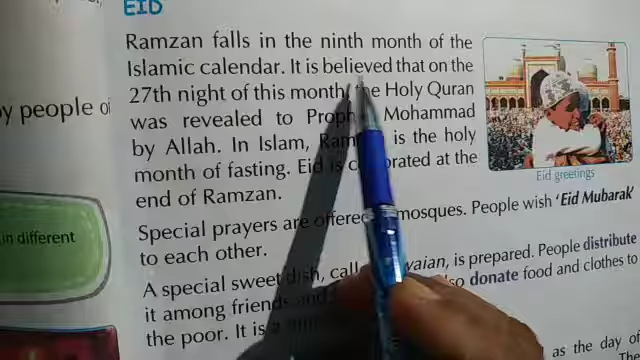 EID
Ramzan falls in the ninth month of the
Islamic calendar. It is believed that on the
27th night of this month, the Holy Quran
was revealed to Mohammad
by Allah. In Islam, is the holy
month of fasting. Eid is at the
end of Ramzan.
Eid greetings
Special prayers are offered mosques. People wish 'Eid Mubarak'
to each other.
A special sweet dish, is prepared. People distribute
it among friends and donate food and clothes to
the poor. It is a
as the day of
by people
in different